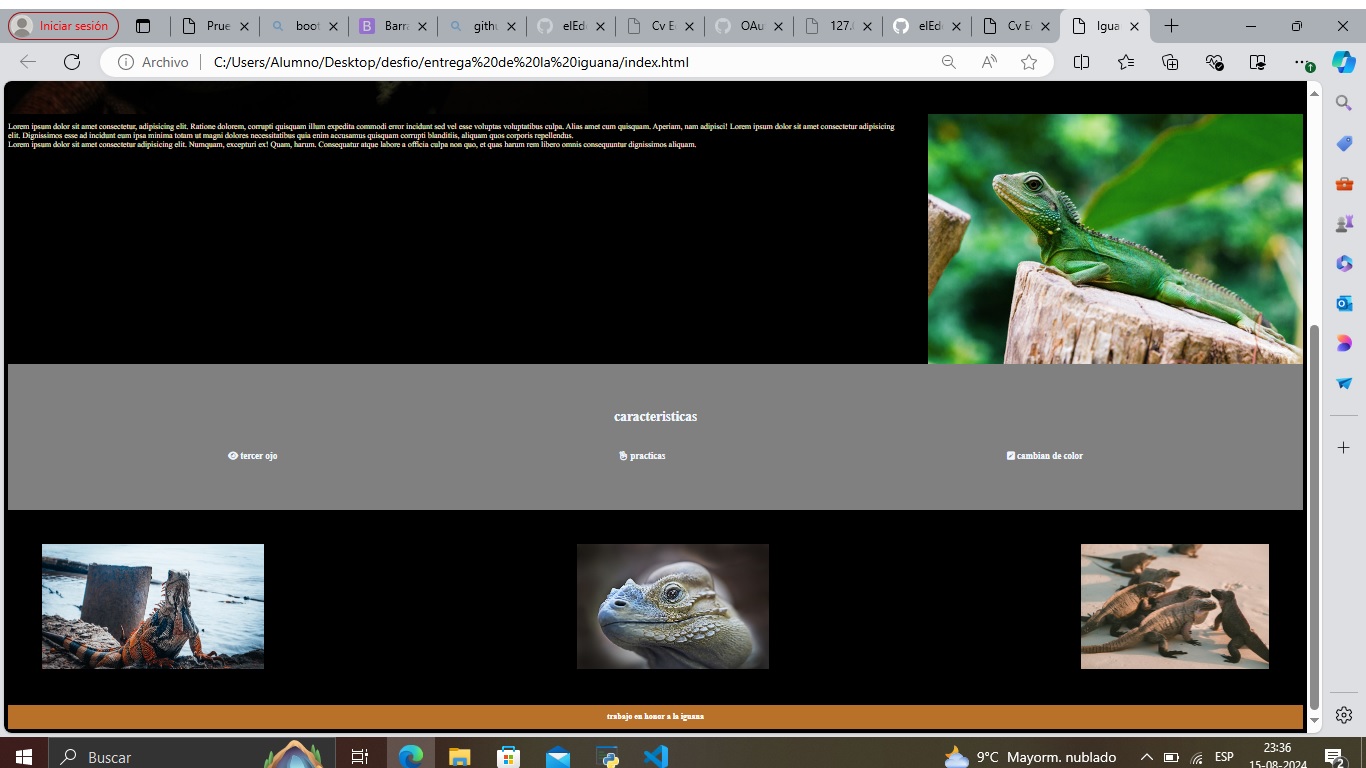 Iniciar sesión
Prue
boot
Barra
githu
elEd
Cv E
OAu
127.
elEd
Cv E
Igua
Archivo
C:/Users/Alumno/Desktop/desfio/entrega%20de%20la%20iguana/index.html
Lorem ipsum dolor sit amet consectetur, adipisicing elit. Ratione dolorem, corrupti quisquam illum expedita commodi error incidunt sed vel esse voluptas voluptatibus culpa. Alias amet cum quisquam. Aperiam, nam adipisci! Lorem ipsum dolor sit amet consectetur adipisicing
elit. Dignissimos esse ad incidunt eum ipsa minima totam ut magni dolores necessitatibus quia enim accusamus quisquam corrupti blanditiis, aliquam quos corporis repellendus.
Lorem ipsum dolor sit amet consectetur adipisicing elit. Numquam, excepturi ex! Quam, harum. Consequatur atque labore a officia culpa non quo, et quas harum rem libero omnis consequuntur dignissimos aliquam.
caracteristicas
tercer ojo
practicas
cambian de color
trabajo en honor a la iguana
Buscar
9°C Mayorm. nublado
ESP
23:36
15-08-2024
2